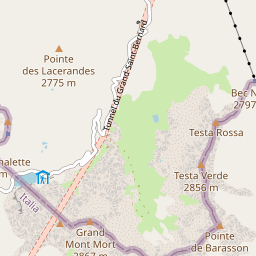 Pointe
des Lacerandes
2775 m
Tunnel du Grand-Saint-Bernard
Bec N
2797
Testa Rossa
halette
m
Testa Verde
2856 m
Italia
Grand
Mont Mort
2867 m
Pointe
de Barasson